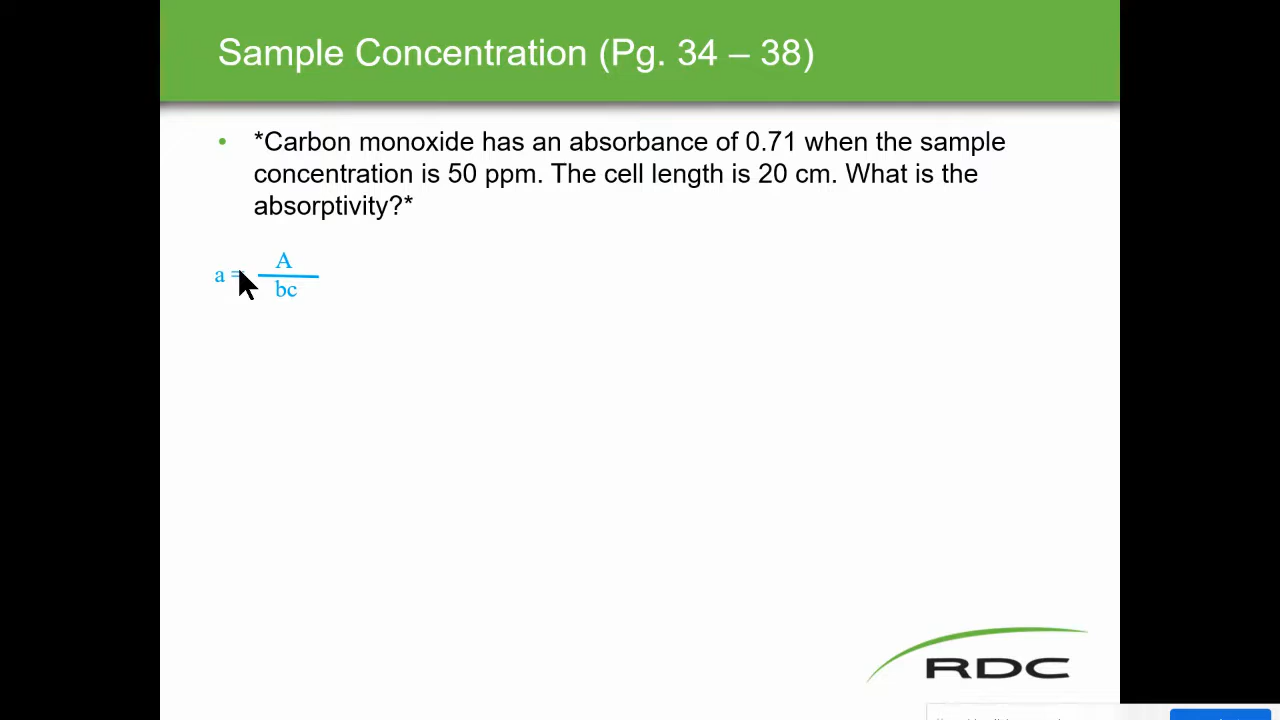 Sample Concentration (Pg. 34 – 38)
• *Carbon monoxide has an absorbance of 0.71 when the sample
concentration is 50 ppm. The cell length is 20 cm. What is the
absorptivity?*
A
a =
bc
RDC